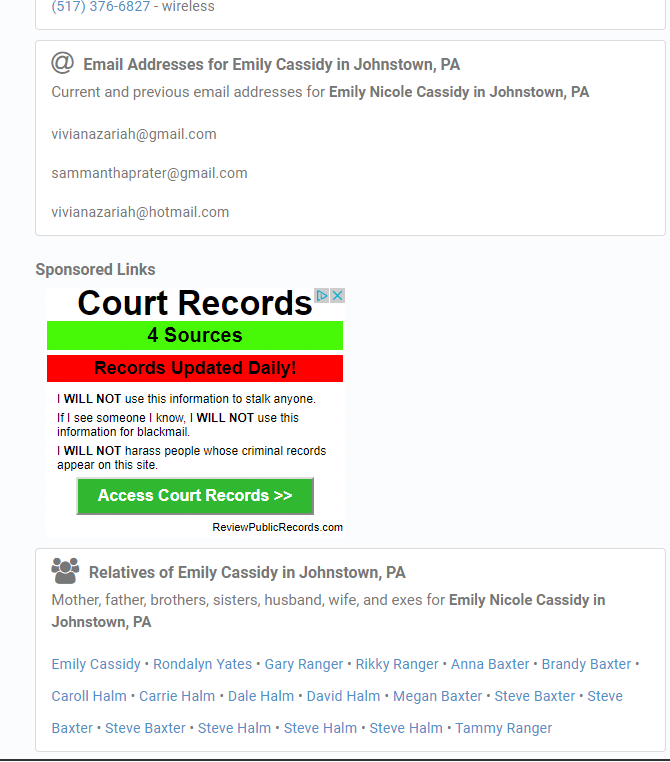 (517) 376-6827 - wireless
Email Addresses for Emily Cassidy in Johnstown, PA
Current and previous email addresses for Emily Nicole Cassidy in Johnstown, PA
vivianazariah@gmail.com
sammanthaprater@gmail.com
vivianazariah@hotmail.com
Sponsored Links
Court Records
4 Sources
Records Updated Daily!
I WILL NOT use this information to stalk anyone.
If I see someone I know, I WILL NOT use this
information for blackmail.
I WILL NOT harass people whose criminal records
appear on this site.
Access Court Records >>
ReviewPublicRecords.com
Relatives of Emily Cassidy in Johnstown, PA
Mother, father, brothers, sisters, husband, wife, and exes for Emily Nicole Cassidy in
Johnstown, PA
Emily Cassidy • Rondalyn Yates • Gary Ranger • Rikky Ranger • Anna Baxter • Brandy Baxter •
Caroll Halm • Carrie Halm • Dale Halm • David Halm • Megan Baxter • Steve Baxter • Steve
Baxter • Steve Baxter • Steve Halm • Steve Halm • Steve Halm • Tammy Ranger